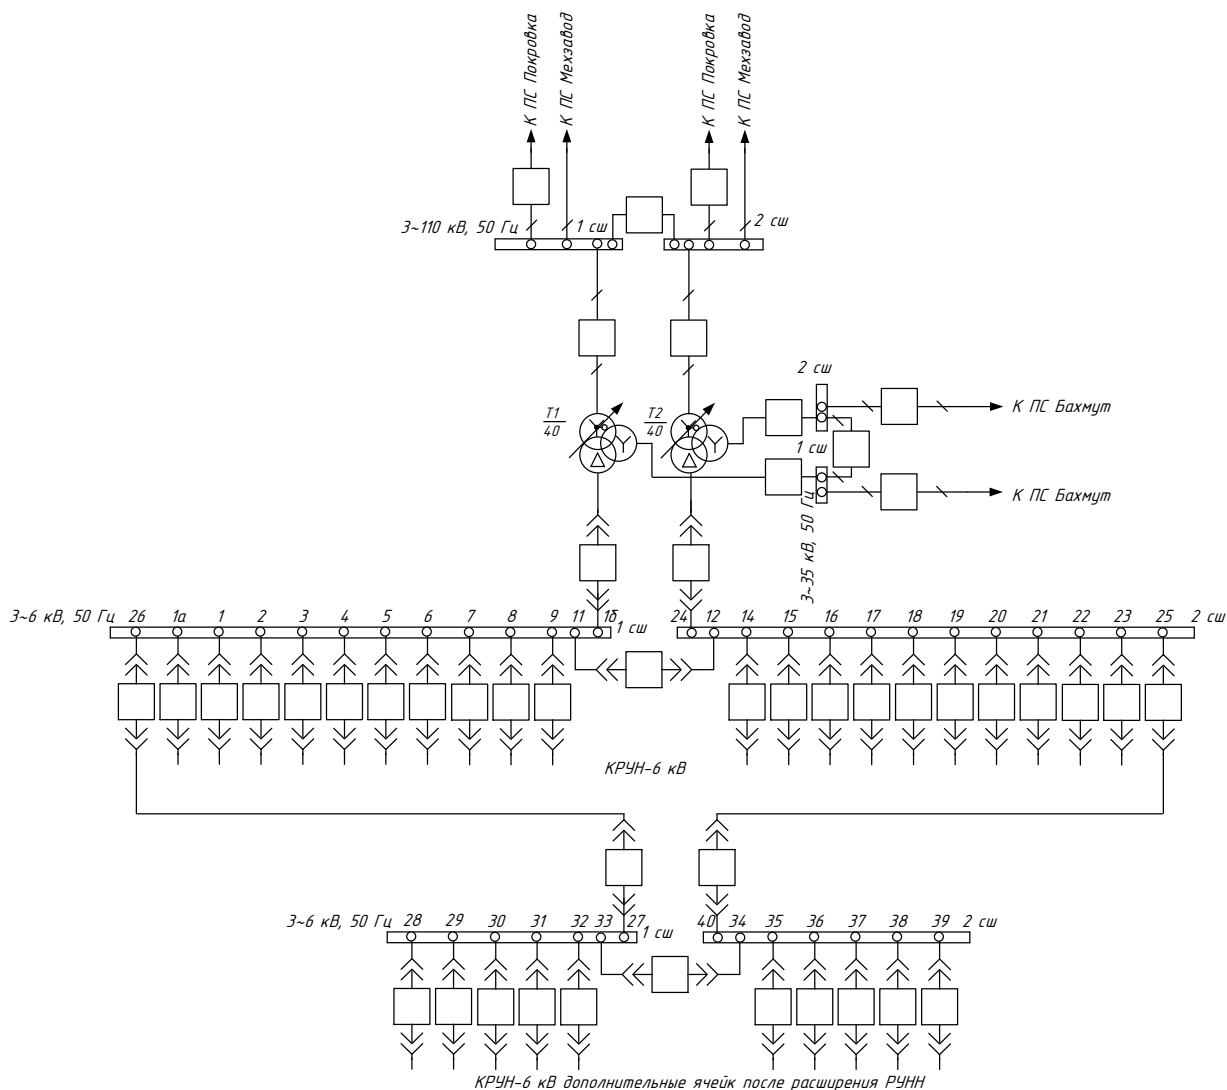 К ПС Покровка
К ПС Мехзавод
К ПС Покровка
К ПС Мехзавод
3~110 кВ, 50 Гц
1 сш
2 сш
Т1
40
Т2
40
2 сш
К ПС Бахмут
1 сш
К ПС Бахмут
3~35 кВ, 50 Гц
3~6 кВ, 50 Гц 26 1а 1 2 3 4 5 6 7 8 9 11 1б
1 сш
24 12 14 15 16 17 18 19 20 21 22 23 25 2 сш
КРУН-6 кВ
3~6 кВ, 50 Гц 28 29 30 31 32 33 27
1 сш
40 34 35 36 37 38 39 2 сш
КРУН-6 кВ дополнительные ячейк после расширения РУНН